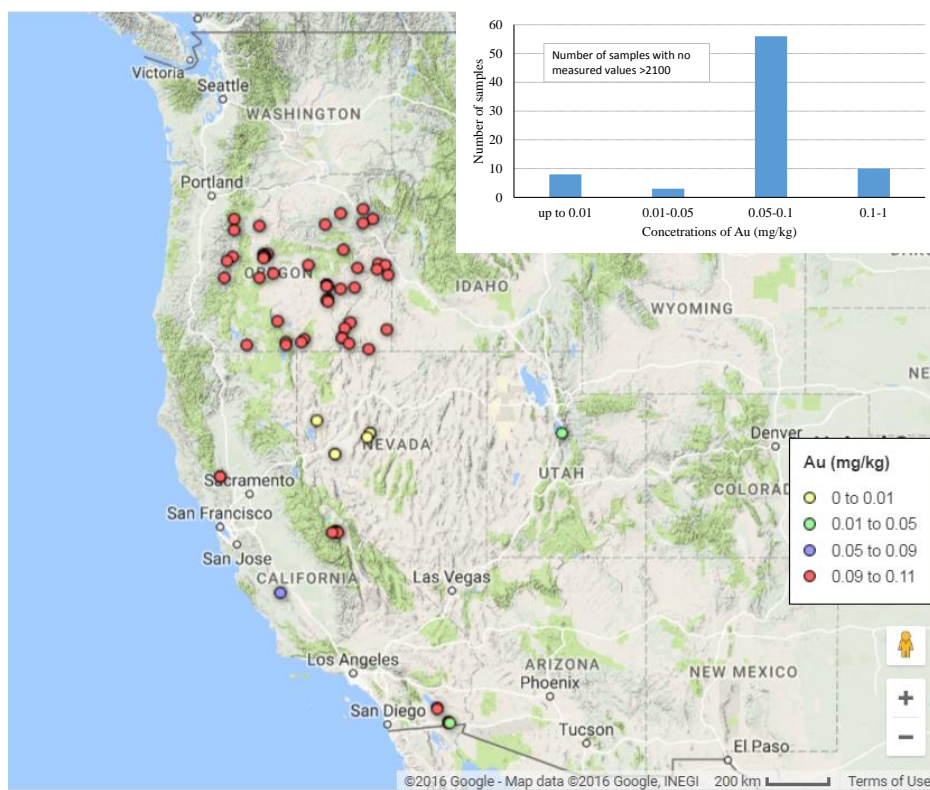 60
50
40
30
20
10
0
Number of samples
Number of samples with no
measured values >2100
up to 0.01
0.01-0.05
0.05-0.1
0.1-1
Concetrations of Au (mg/kg)
Victoria
Seattle
WASHINGTON
Portland
OREGON
IDAHO
WYOMING
NE
NEVADA
Denver
UTAH
COLORAD
Sacramento
San Francisco
San Jose
CALIFORNIA
Las Vegas
Los Angeles
ARIZONA
Phoenix
NEW MEXICO
San Diego
Tucson
El Paso
Au (mg/kg)
0 to 0.01
0.01 to 0.05
0.05 to 0.09
0.09 to 0.11
+
−
©2016 Google - Map data ©2016 Google, INEGI 200 km Terms of Use